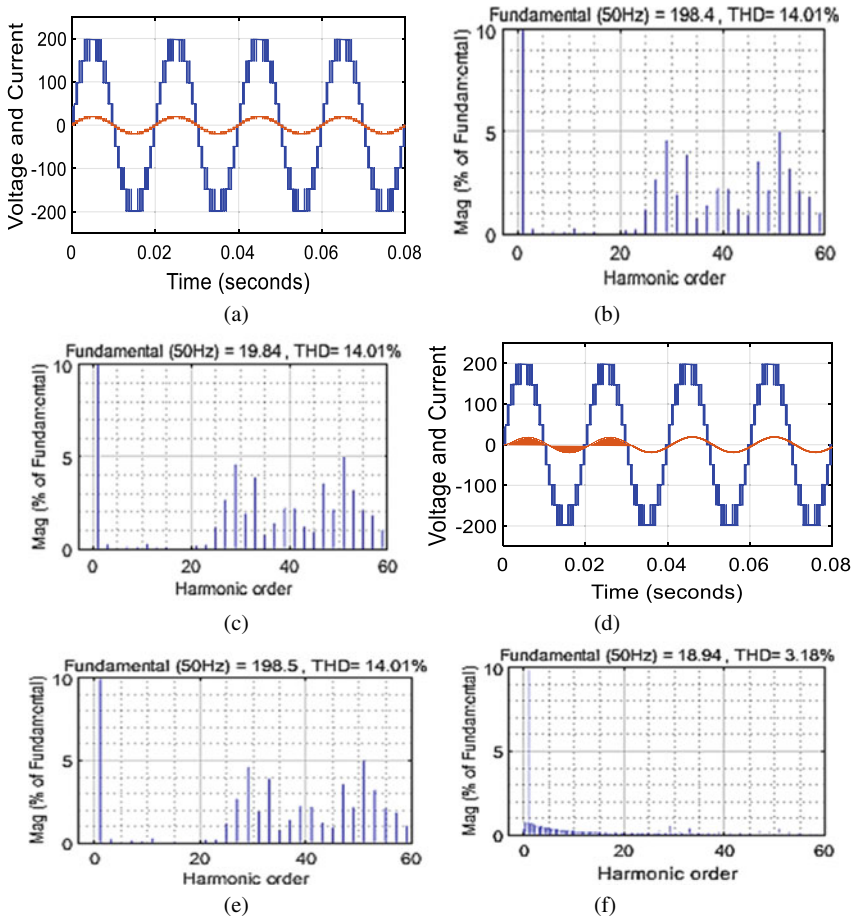 Voltage and Current
200
100
0
-100
-200
0
0.02
0.04
0.06
0.08
Time (seconds)
(a)
Fundamental (50Hz) = 198.4 , THD= 14.01%
Mag (% of Fundamental)
10
5
0
0
20
40
60
Harmonic order
(b)
Fundamental (50Hz) = 19.84 , THD= 14.01%
Mag (% of Fundamental)
10
5
0
0
20
40
60
Harmonic order
(c)
Voltage and Current
200
100
0
-100
-200
0
0.02
0.04
0.06
0.08
Time (seconds)
(d)
Fundamental (50Hz) = 198.5 , THD= 14.01%
Mag (% of Fundamental)
10
5
0
0
20
40
60
Harmonic order
(e)
Fundamental (50Hz) = 18.94 , THD= 3.18%
Mag (% of Fundamental)
10
5
0
0
20
40
60
Harmonic order
(f)